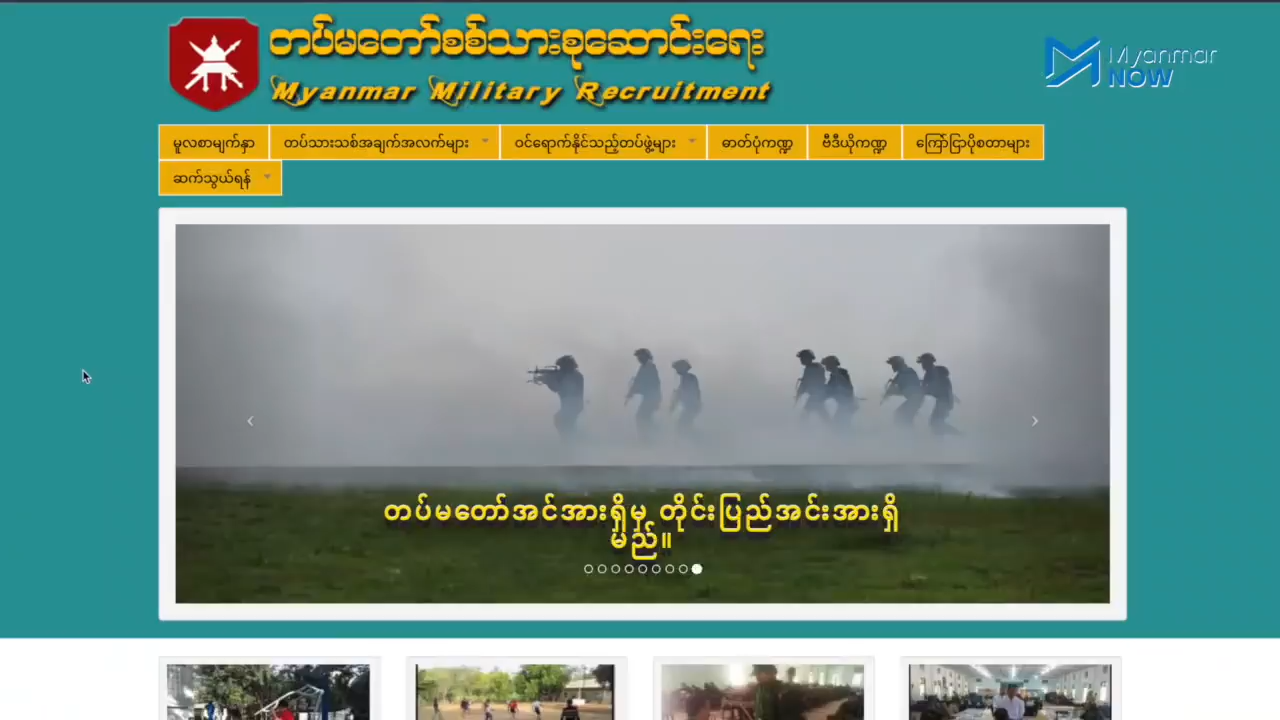 တပ်မတော်စစ်သားစုဆောင်းရေး
Myanmar Military Recruitment
Myanmar
NOW
မူလစာမျက်နှာ
တပ်သားသစ်အချက်အလက်များ
ဝင်ရောက်နိုင်သည့်တပ်ဖွဲ့များ
ဓာတ်ပုံကဏ္ဍ
ဗီဒီယိုကဏ္ဍ
ကြော်ငြာပိုစတာများ
ဆက်သွယ်ရန်
တပ်မတော်အင်အားရှိမှ တိုင်းပြည်အင်းအားရှိ
မည်။